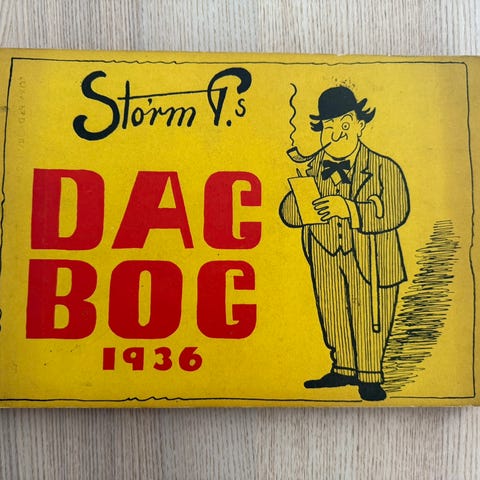 Storm P.s
DAG
BOG
1936